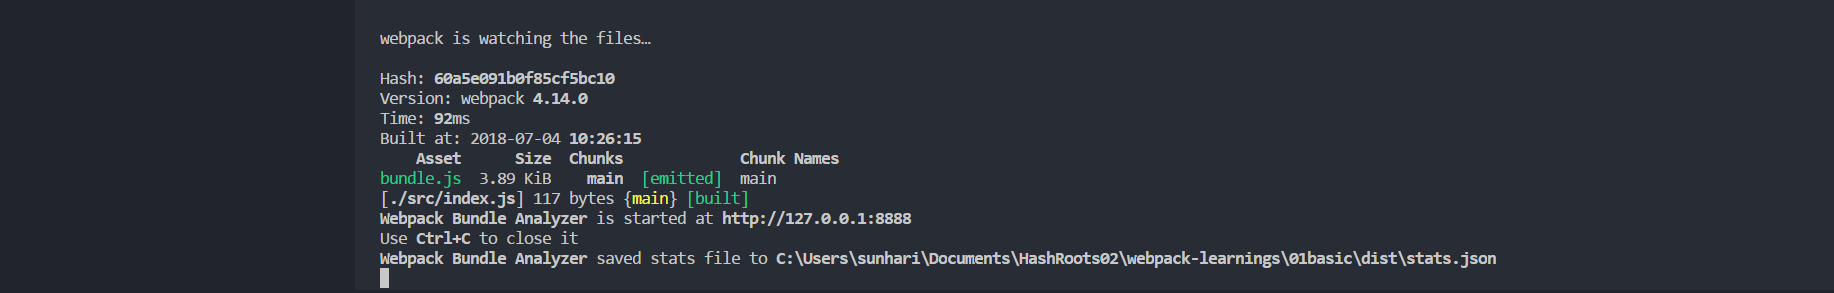 webpack is watching the files…
Hash: 60a5e091b0f85cf5bc10
Version: webpack 4.14.0
Time: 92ms
Built at: 2018-07-04 10:26:15
    Asset      Size  Chunks             Chunk Names
bundle.js  3.89 KiB    main  [emitted]  main
[./src/index.js] 117 bytes {main} [built]
Webpack Bundle Analyzer is started at http://127.0.0.1:8888
Use Ctrl+C to close it
Webpack Bundle Analyzer saved stats file to C:\Users\sunhari\Documents\HashRoots02\webpack-learnings\01basic\dist\stats.json